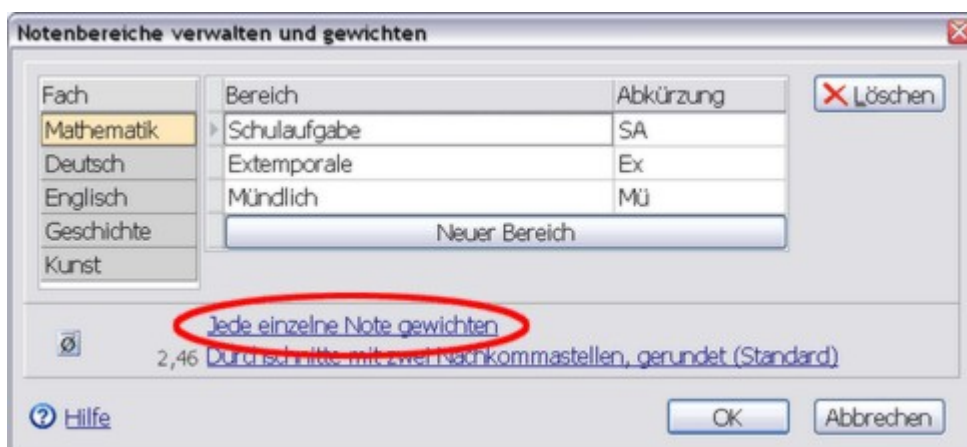 Notenbereiche verwalten und gewichten
Fach Bereich Abkürzung Löschen
Mathematik Schulaufgabe SA
Deutsch Extemporale Ex
Englisch Mündlich Mü
Geschichte Neuer Bereich
Kunst
Jede einzelne Note gewichten
ø
2,46 Durchschnitte mit zwei Nachkommastellen, gerundet (Standard)
Hilfe OK Abbrechen